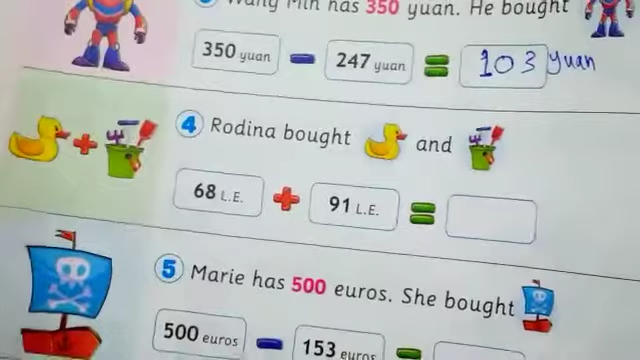 Wang Min has 350 yuan. He bought
350 yuan - 247 yuan = 103 yuan
4 Rodina bought and
68 L.E. + 91 L.E. =
5 Marie has 500 euros. She bought
500 euros - 153 euros =